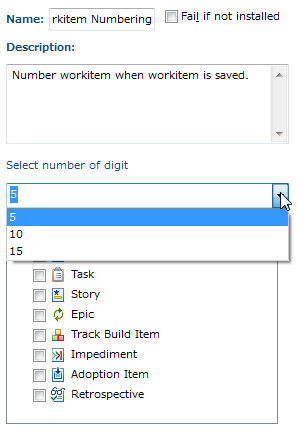 Name: rkitem Numbering Fail if not installed
Description:
Number workitem when workitem is saved.
Select number of digit
5
5
10
15
Task
Story
Epic
Track Build Item
Impediment
Adoption Item
Retrospective